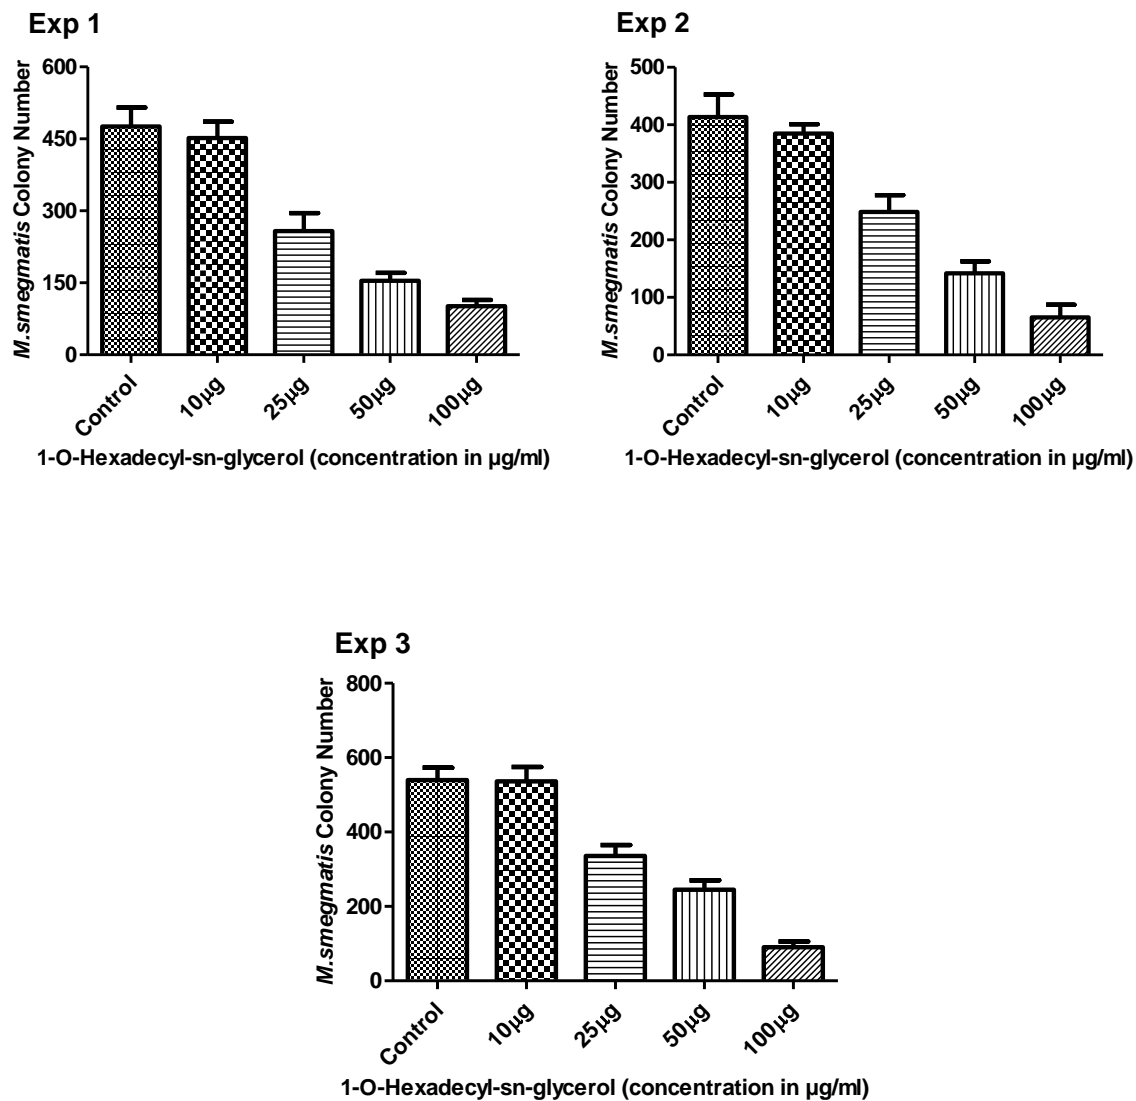 Exp 1
M.smegmatis Colony Number
600
450
300
150
0
Control
10µg
25µg
50µg
100µg
1-O-Hexadecyl-sn-glycerol (concentration in µg/ml)
Exp 2
M.smegmatis Colony Number
500
400
300
200
100
0
Control
10µg
25µg
50µg
100µg
1-O-Hexadecyl-sn-glycerol (concentration in µg/ml)
Exp 3
M.smegmatis Colony Number
800
600
400
200
0
Control
10µg
25µg
50µg
100µg
1-O-Hexadecyl-sn-glycerol (concentration in µg/ml)